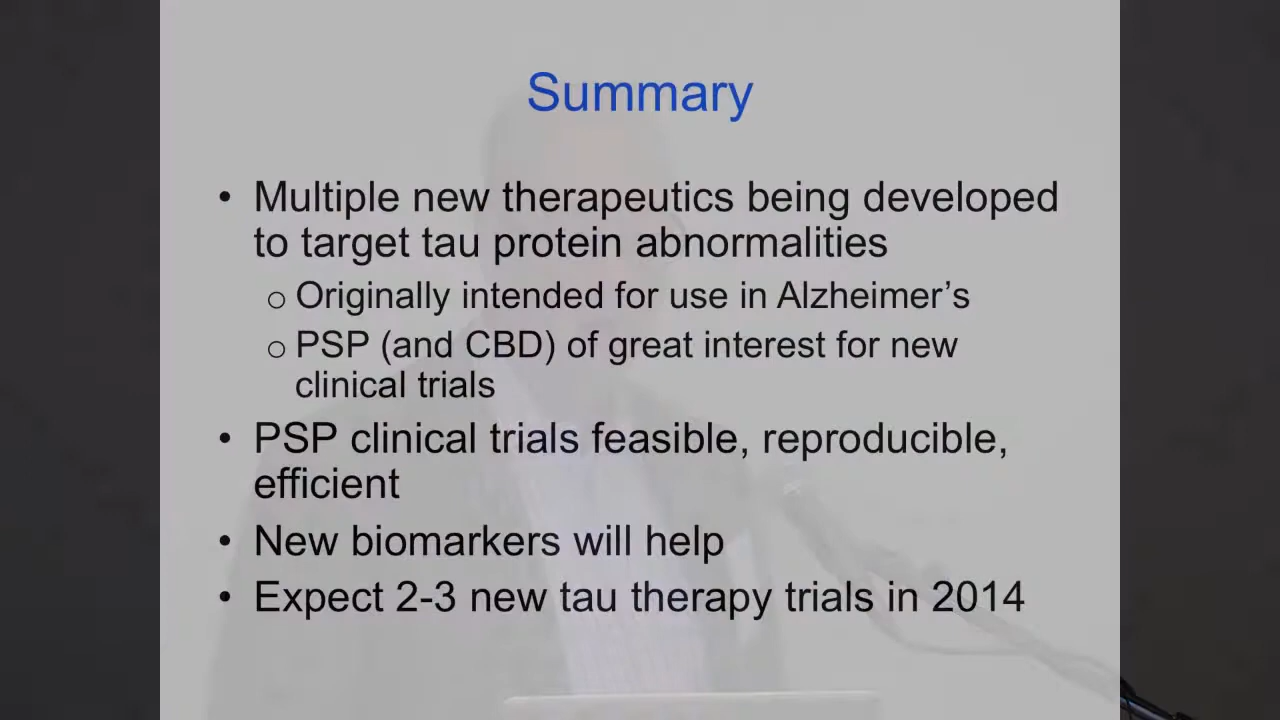 Summary
• Multiple new therapeutics being developed
to target tau protein abnormalities
o Originally intended for use in Alzheimer’s
o PSP (and CBD) of great interest for new
clinical trials
• PSP clinical trials feasible, reproducible,
efficient
• New biomarkers will help
• Expect 2-3 new tau therapy trials in 2014